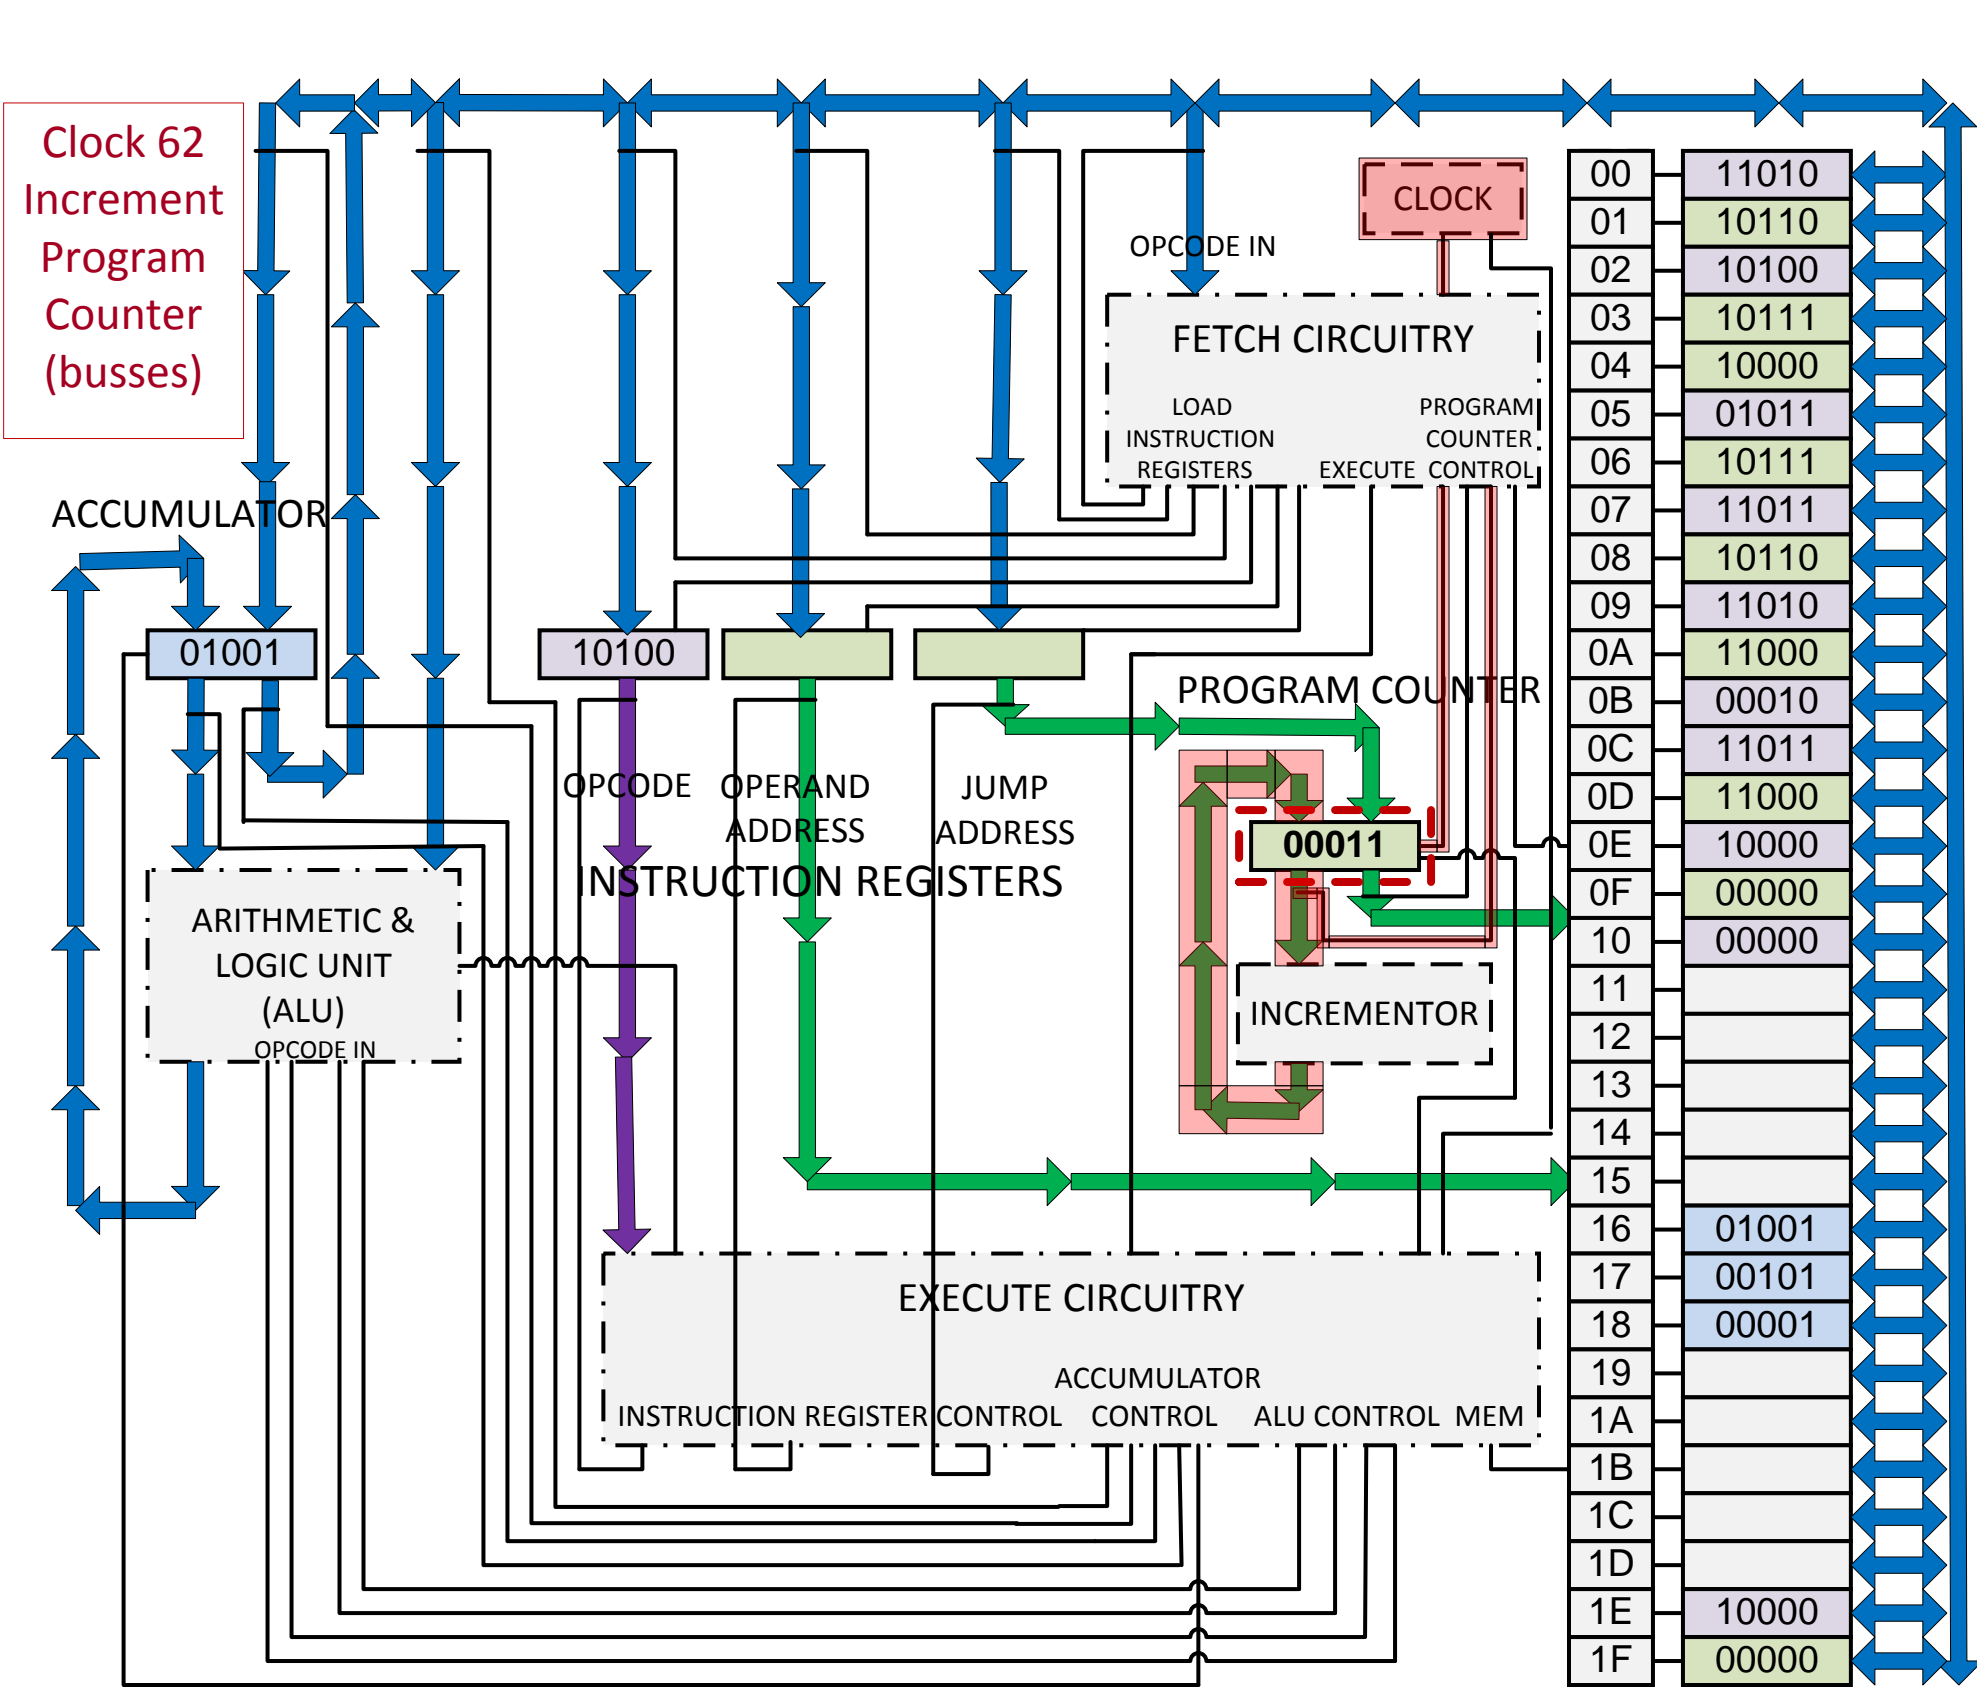 Clock 62
Increment
Program
Counter
(busses)
CLOCK
OPCODE IN
FETCH CIRCUITRY
LOAD
INSTRUCTION
REGISTERS
EXECUTE
PROGRAM
COUNTER
CONTROL
ACCUMULATOR
01001
10100
PROGRAM COUNTER
OPCODE
OPERAND
ADDRESS
JUMP
ADDRESS
INSTRUCTION REGISTERS
00011
INCREMENTOR
ARITHMETIC &
LOGIC UNIT
(ALU)
OPCODE IN
EXECUTE CIRCUITRY
INSTRUCTION REGISTER CONTROL
ACCUMULATOR
CONTROL
ALU CONTROL
MEM
00 11010
01 10110
02 10100
03 10111
04 10000
05 01011
06 10111
07 11011
08 10110
09 11010
0A 11000
0B 00010
0C 11011
0D 11000
0E 10000
0F 00000
10 00000
11
12
13
14
15
16 01001
17 00101
18 00001
19
1A
1B
1C
1D
1E 10000
1F 00000